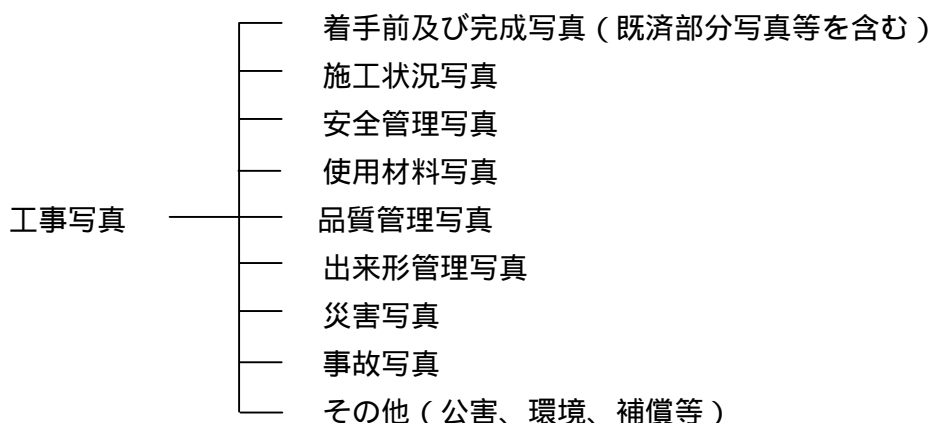 着手前及び完成写真（既済部分写真等を含む）
施工状況写真
安全管理写真
使用材料写真
工事写真 品質管理写真
出来形管理写真
災害写真
事故写真
その他（公害、環境、補償等）